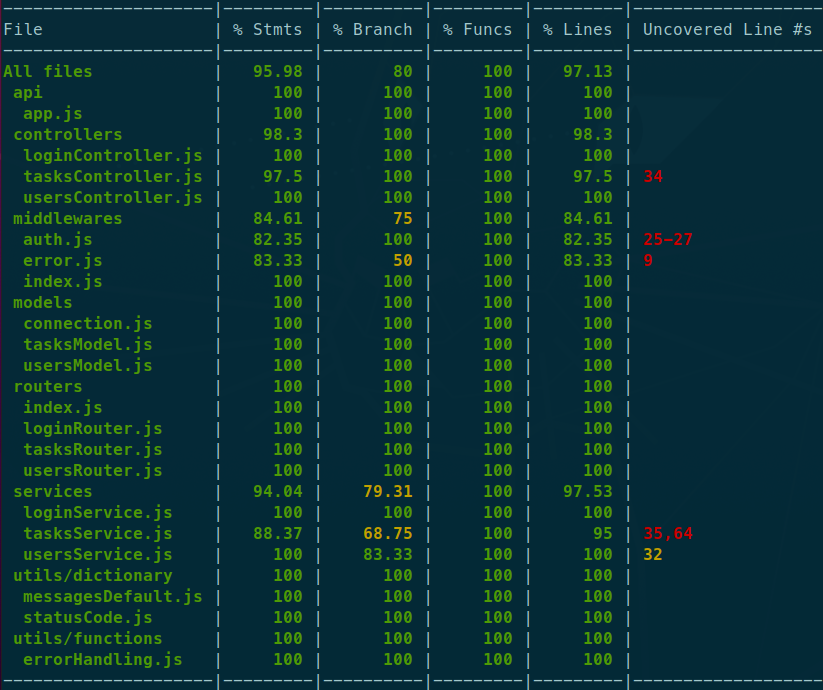 ---------------------|---------|----------|---------|---------|-------------------
File                 | % Stmts | % Branch | % Funcs | % Lines | Uncovered Line #s
---------------------|---------|----------|---------|---------|-------------------
All files            |   95.98 |       80 |     100 |   97.13 |
 api                 |     100 |      100 |     100 |     100 |
  app.js             |     100 |      100 |     100 |     100 |
 controllers         |    98.3 |      100 |     100 |    98.3 |
  loginController.js |     100 |      100 |     100 |     100 |
  tasksController.js |    97.5 |      100 |     100 |    97.5 | 34
  usersController.js |     100 |      100 |     100 |     100 |
 middlewares         |   84.61 |       75 |     100 |   84.61 |
  auth.js            |   82.35 |      100 |     100 |   82.35 | 25-27
  error.js           |   83.33 |       50 |     100 |   83.33 | 9
  index.js           |     100 |      100 |     100 |     100 |
 models              |     100 |      100 |     100 |     100 |
  connection.js      |     100 |      100 |     100 |     100 |
  tasksModel.js      |     100 |      100 |     100 |     100 |
  usersModel.js      |     100 |      100 |     100 |     100 |
 routers             |     100 |      100 |     100 |     100 |
  index.js           |     100 |      100 |     100 |     100 |
  loginRouter.js     |     100 |      100 |     100 |     100 |
  tasksRouter.js     |     100 |      100 |     100 |     100 |
  usersRouter.js     |     100 |      100 |     100 |     100 |
 services            |   94.04 |    79.31 |     100 |   97.53 |
  loginService.js    |     100 |      100 |     100 |     100 |
  tasksService.js    |   88.37 |    68.75 |     100 |      95 | 35,64
  usersService.js    |     100 |    83.33 |     100 |     100 | 32
 utils/dictionary    |     100 |      100 |     100 |     100 |
  messagesDefault.js |     100 |      100 |     100 |     100 |
  statusCode.js      |     100 |      100 |     100 |     100 |
 utils/functions     |     100 |      100 |     100 |     100 |
  errorHandling.js   |     100 |      100 |     100 |     100 |
---------------------|---------|----------|---------|---------|-------------------